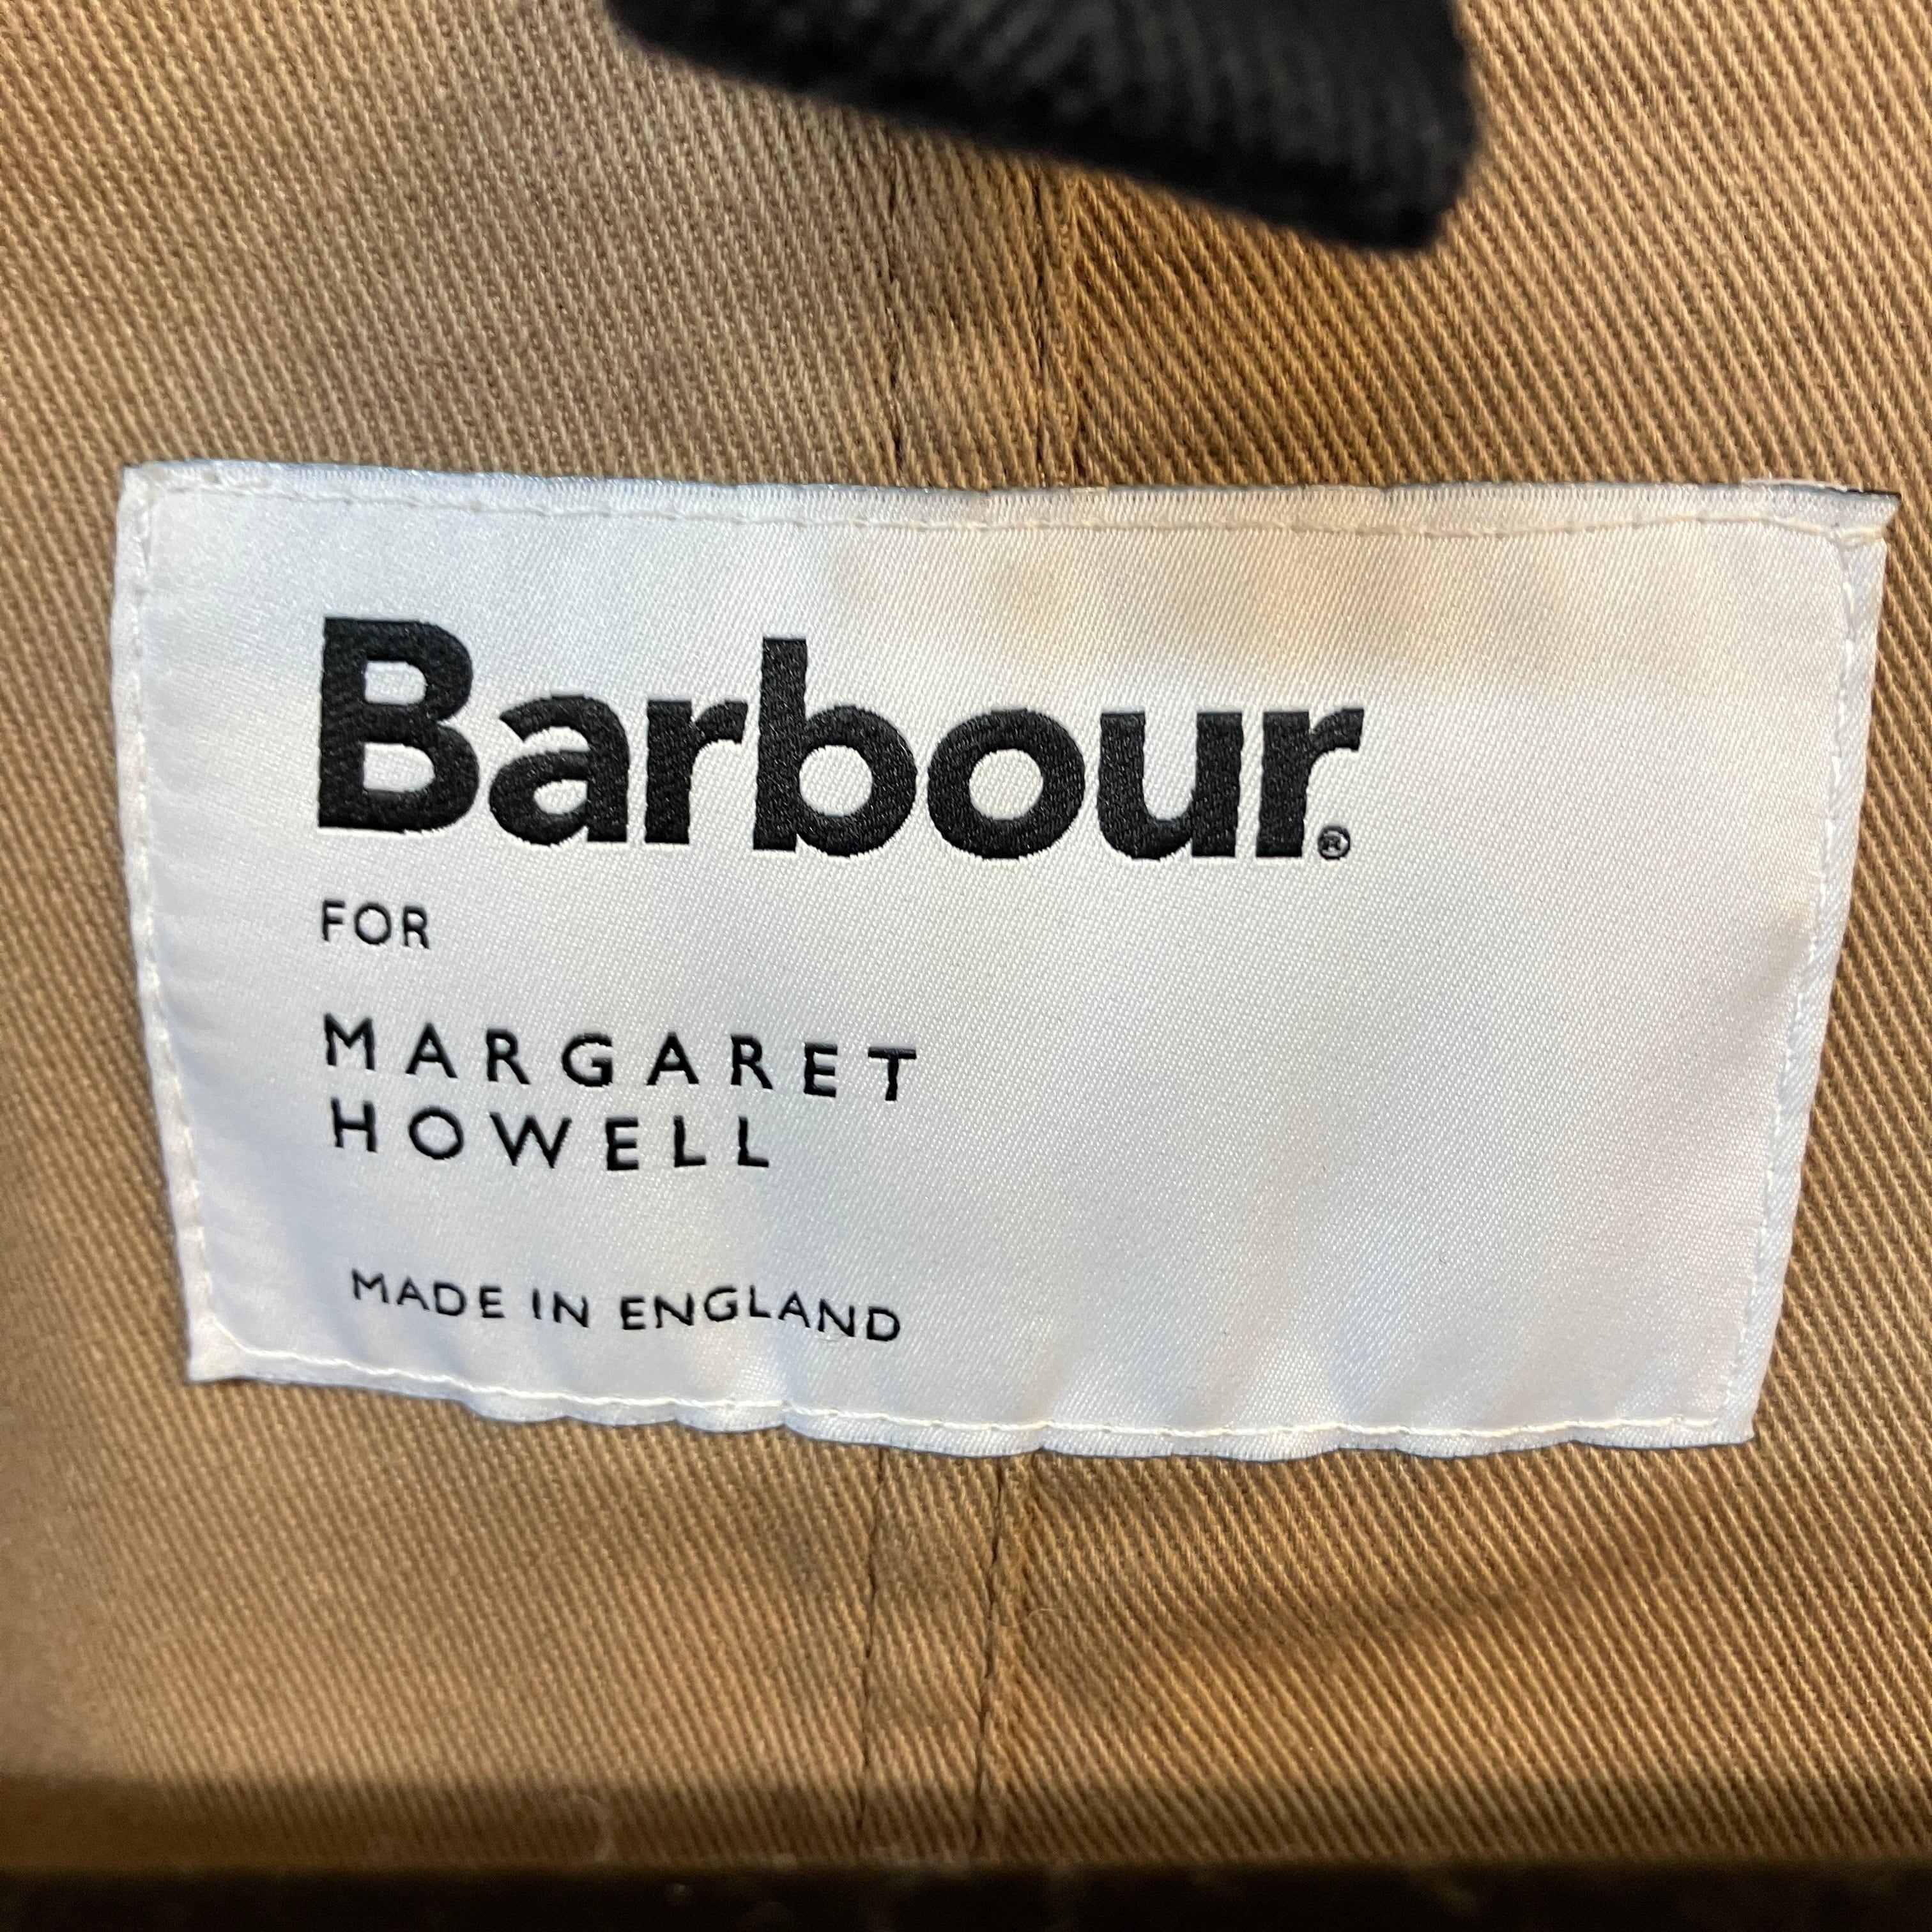 Barbour®
FOR
MARGARET
HOWELL
MADE IN ENGLAND